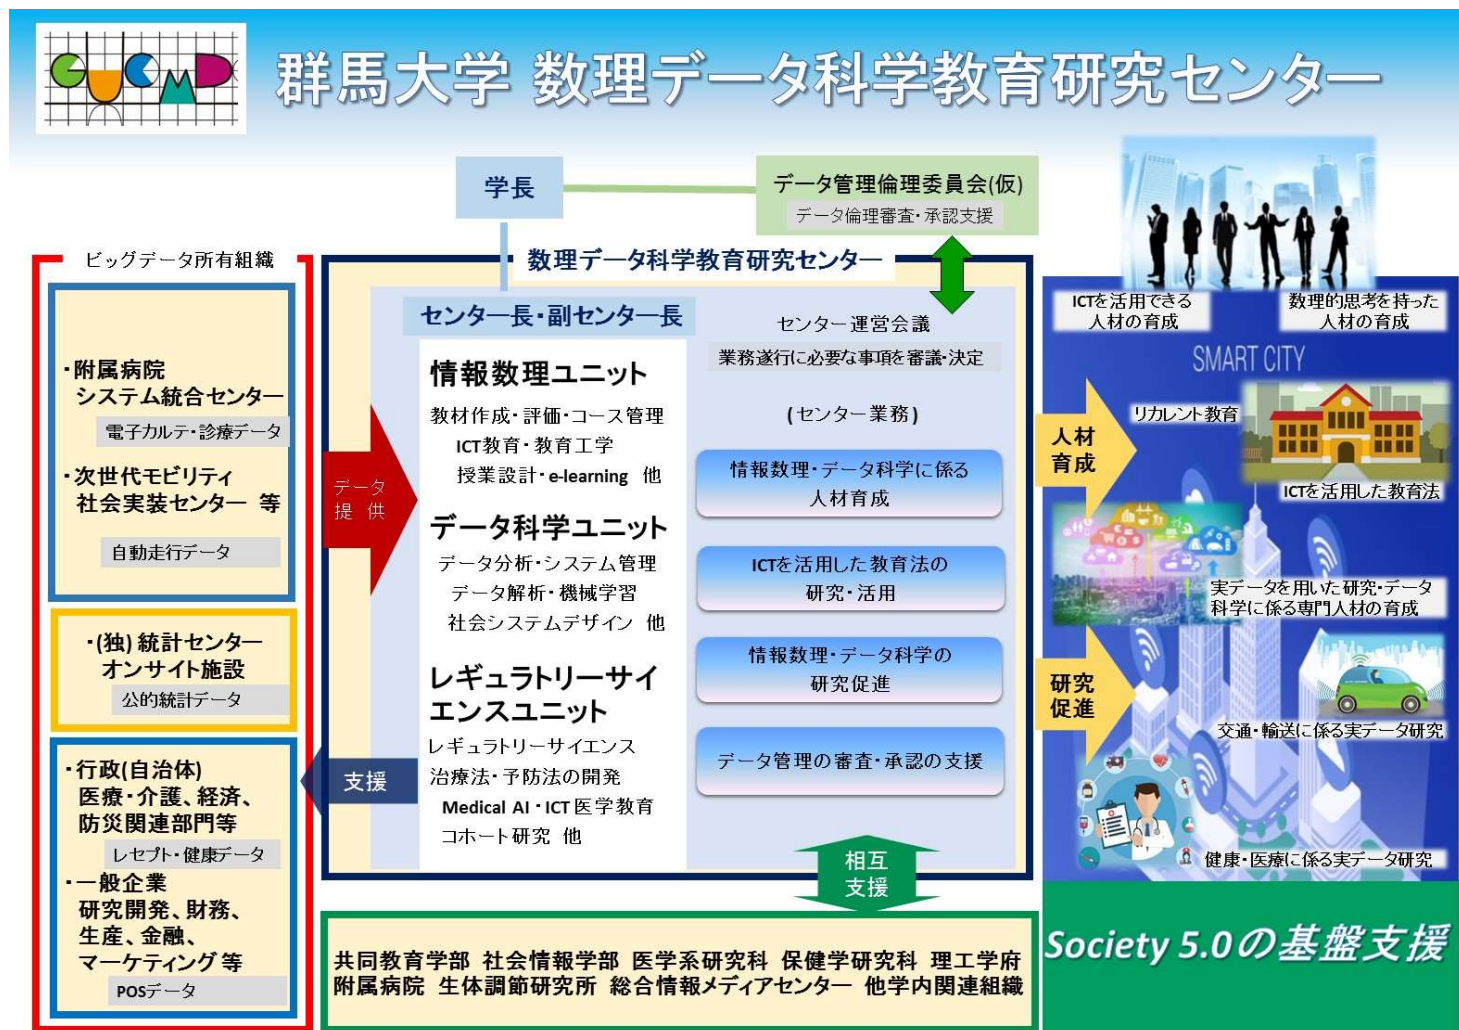 GUCMD
群馬大学 数理データ科学教育研究センター
学長
データ管理倫理委員会(仮)
データ倫理審査・承認支援
ビッグデータ所有組織
・附属病院
システム統合センター
電子カルテ・診療データ
・次世代モビリティ
社会実装センター 等
自動走行データ
・(独)統計センター
オンサイト施設
公的統計データ
・行政(自治体)
医療・介護、経済、
防災関連部門等
レセプト・健康データ
・一般企業
研究開発、財務、
生産、金融、
マーケティング 等
POSデータ
データ
提 供
支援
数理データ科学教育研究センター
センター長・副センター長
情報数理ユニット
教材作成・評価・コース管理
ICT教育・教育工学
授業設計・e-learning 他
データ科学ユニット
データ分析・システム管理
データ解析・機械学習
社会システムデザイン 他
レギュラトリーサイ
エンスユニット
レギュラトリーサイエンス
治療法・予防法の開発
Medical AI・ICT医学教育
コホート研究 他
センター運営会議
業務遂行に必要な事項を審議・決定
(センター業務)
情報数理・データ科学に係る
人材育成
ICTを活用した教育法の
研究・活用
情報数理・データ科学の
研究促進
データ管理の審査・承認の支援
相互
支援
共同教育学部 社会情報学部 医学系研究科 保健学研究科 理工学府
附属病院 生体調節研究所 総合情報メディアセンター 他学内関連組織
人材
育成
研究
促進
ICTを活用できる
人材の育成
数理的思考を持った
人材の育成
SMART CITY
リカレント教育
ICTを活用した教育法
実データを用いた研究・データ
科学に係る専門人材の育成
交通・輸送に係る実データ研究
健康・医療に係る実データ研究
Society 5.0の基盤支援